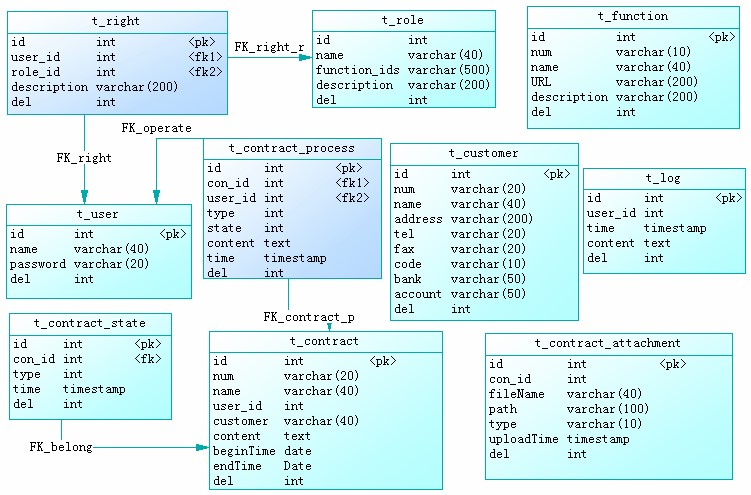 t_right
id int <pk>
user_id int <fk1>
role_id int <fk2>
description varchar(200)
del int
FK_right_r
t_role
id int
name varchar(40)
function_ids varchar(500)
description varchar(200)
del int
t_function
id int <pk>
num varchar(10)
name varchar(40)
URL varchar(200)
description varchar(200)
del int
FK_right
FK_operate
t_contract_process
id int <pk>
con_id int <fk1>
user_id int <fk2>
type int
state int
content text
time timestamp
del int
t_customer
id int <pk>
num varchar(20)
name varchar(40)
address varchar(200)
tel varchar(20)
fax varchar(20)
code varchar(10)
bank varchar(50)
account varchar(50)
del int
t_log
id int <pk>
user_id int
time timestamp
content text
del int
t_user
id int <pk>
name varchar(40)
password varchar(20)
del int
FK_contract_p
t_contract_state
id int <pk>
con_id int <fk>
type int
time timestamp
del int
FK_belong
t_contract
id int <pk>
num varchar(20)
name varchar(40)
user_id int
customer varchar(40)
content text
beginTime date
endTime Date
del int
t_contract_attachment
id int <pk>
con_id int
fileName varchar(40)
path varchar(100)
type varchar(10)
uploadTime timestamp
del int